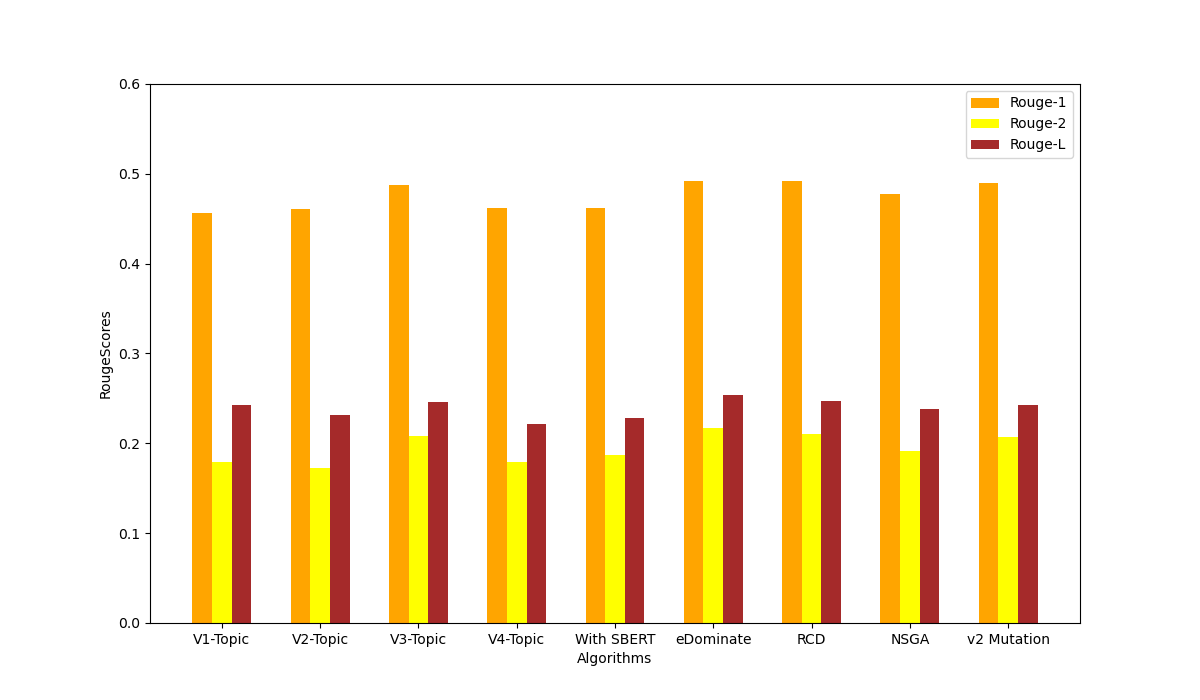 0.6
0.5
0.4
0.3
0.2
0.1
0.0
RougeScores
Rouge-1
Rouge-2
Rouge-L
V1-Topic V2-Topic V3-Topic V4-Topic With SBERT eDominate RCD NSGA v2 Mutation
Algorithms